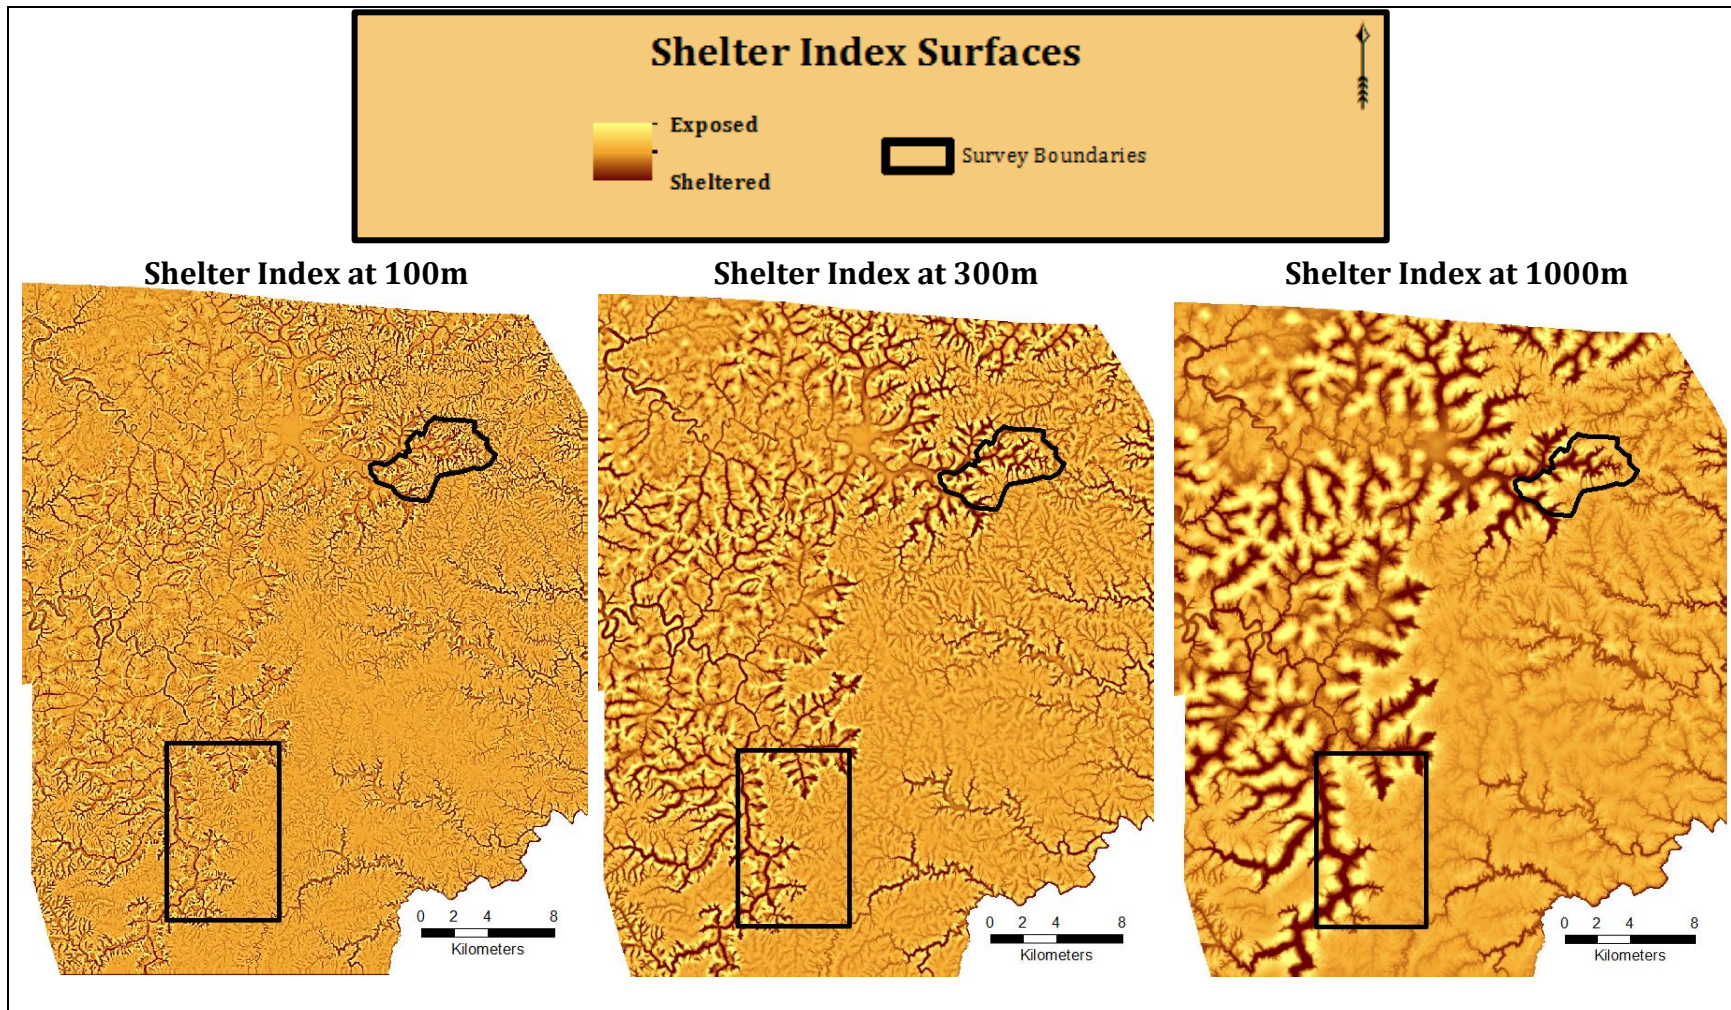 Shelter Index Surfaces
Exposed
Sheltered
Survey Boundaries
Shelter Index at 100m
Shelter Index at 300m
Shelter Index at 1000m
0 2 4 8
Kilometers
0 2 4 8
Kilometers
0 2 4 8
Kilometers